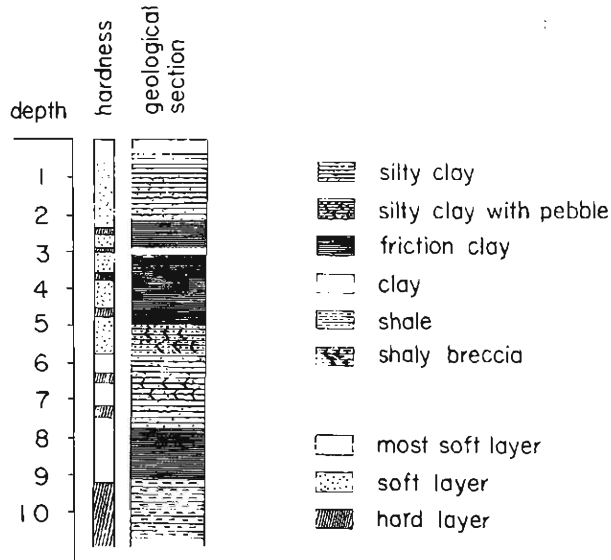 depth
hardness
geological
section
1
2
3
4
5
6
7
8
9
10
silty clay
silty clay with pebble
friction clay
clay
shale
shaly breccia
most soft layer
soft layer
hard layer